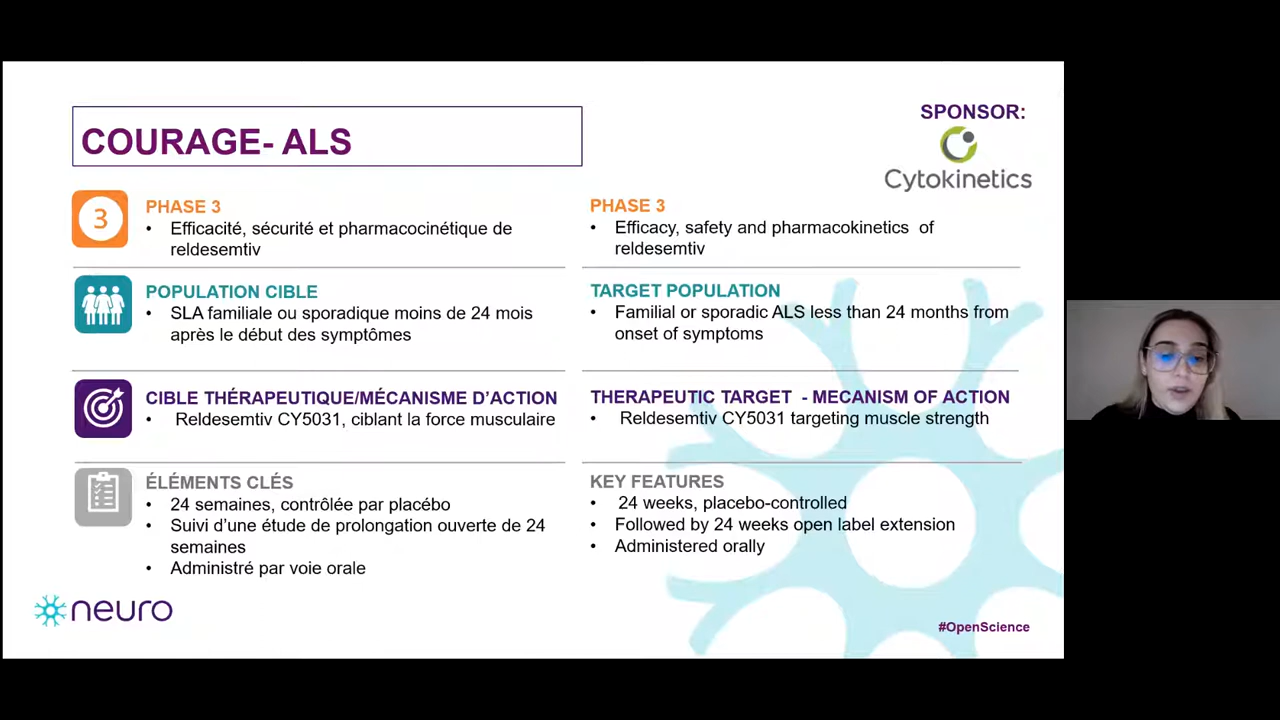 COURAGE- ALS
SPONSOR:
Cytokinetics
3
PHASE 3
• Efficacité, sécurité et pharmacocinétique de
reldesemtiv
POPULATION CIBLE
• SLA familiale ou sporadique moins de 24 mois
après le début des symptômes
CIBLE THÉRAPEUTIQUE/MÉCANISME D'ACTION
• Reldesemtiv CY5031, ciblant la force musculaire
ÉLÉMENTS CLÉS
• 24 semaines, contrôlée par placébo
• Suivi d'une étude de prolongation ouverte de 24
semaines
• Administré par voie orale
PHASE 3
• Efficacy, safety and pharmacokinetics of
reldesemtiv
TARGET POPULATION
• Familial or sporadic ALS less than 24 months from
onset of symptoms
THERAPEUTIC TARGET - MECANISM OF ACTION
• Reldesemtiv CY5031 targeting muscle strength
KEY FEATURES
• 24 weeks, placebo-controlled
• Followed by 24 weeks open label extension
• Administered orally
neuro
#OpenScience